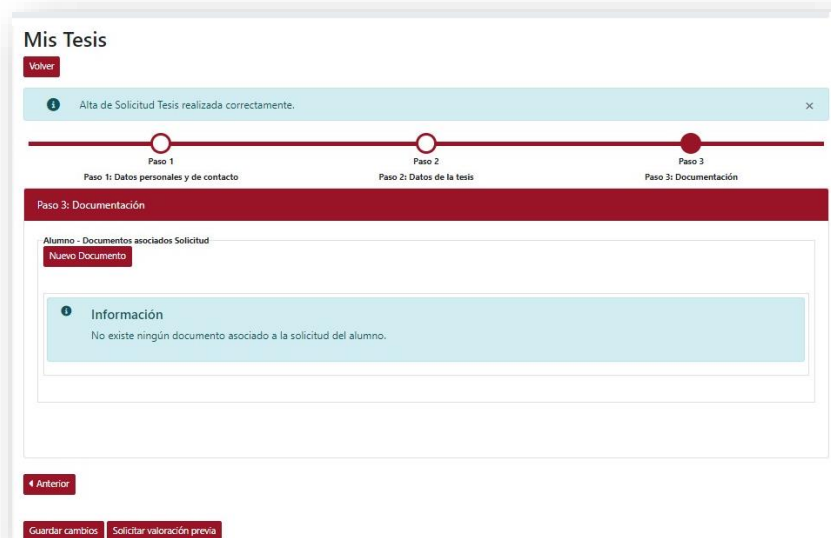 Mis Tesis
Volver
Alta de Solicitud Tesis realizada correctamente. ×
Paso 1 Paso 2 Paso 3
Paso 1: Datos personales y de contacto Paso 2: Datos de la tesis Paso 3: Documentación
Paso 3: Documentación
Alumno - Documentos asociados Solicitud
Nuevo Documento
Información
No existe ningún documento asociado a la solicitud del alumno.
Anterior
Guardar cambios Solicitar valoración previa